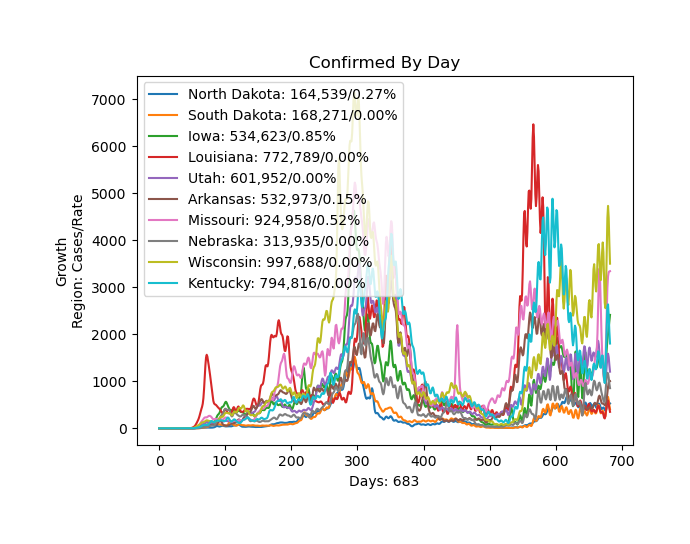 Confirmed By Day
7000
6000
5000
4000
3000
2000
1000
0
Growth
Region: Cases/Rate
North Dakota: 164,539/0.27%
South Dakota: 168,271/0.00%
Iowa: 534,623/0.85%
Louisiana: 772,789/0.00%
Utah: 601,952/0.00%
Arkansas: 532,973/0.15%
Missouri: 924,958/0.52%
Nebraska: 313,935/0.00%
Wisconsin: 997,688/0.00%
Kentucky: 794,816/0.00%
0 100 200 300 400 500 600 700
Days: 683